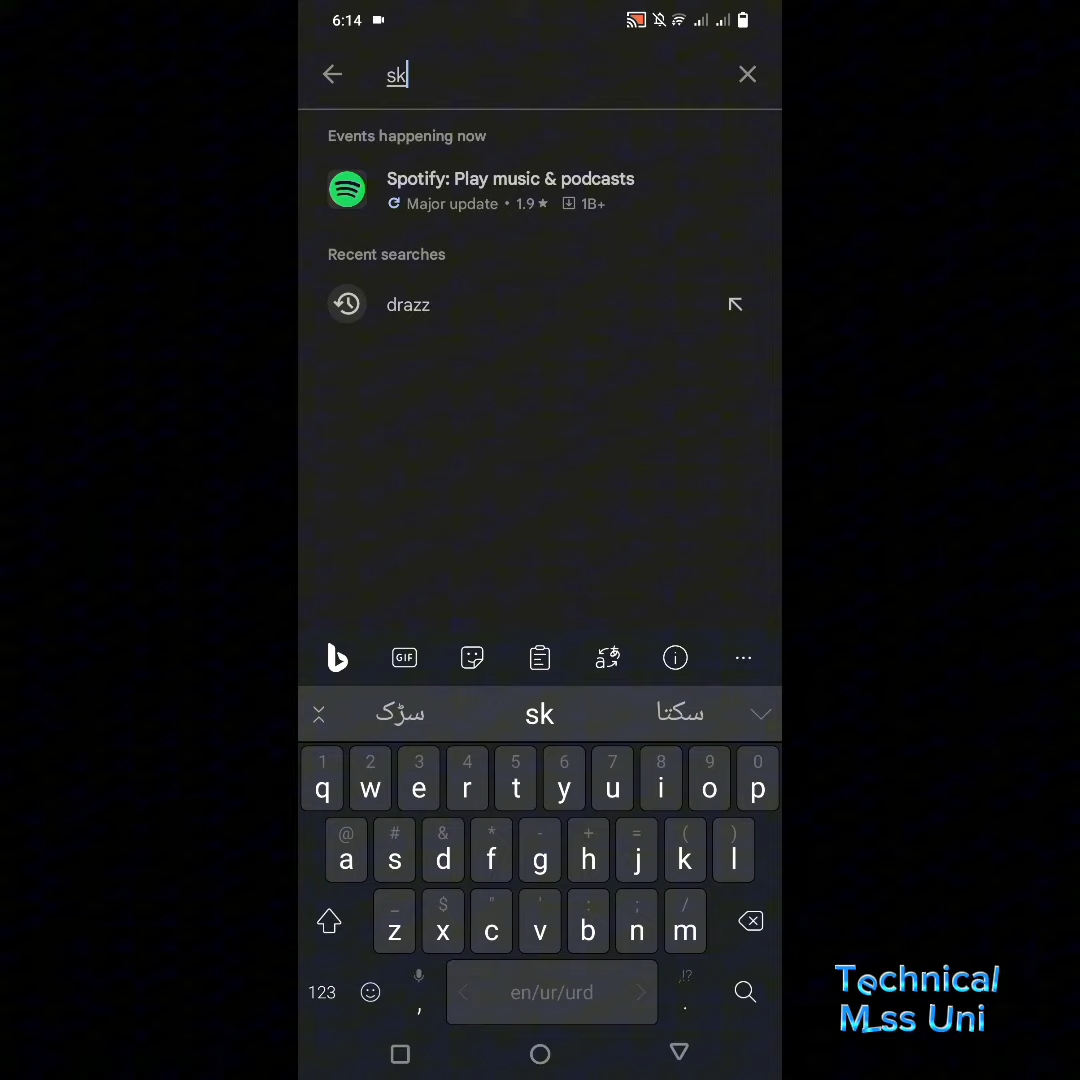 6:14
sk
Events happening now
Spotify: Play music & podcasts
Major update • 1.9 ★ 1B+
Recent searches
drazz
GIF
سڑک sk سکتا
1 2 3 4 5 6 7 8 9 0
q w e r t y u i o p
@ # & * - + = ( )
a s d f g h j k l
_ $ " ' : ; /
z x c v b n m
123 , en/ur/urd ,!? .
Technical
Miss Uni